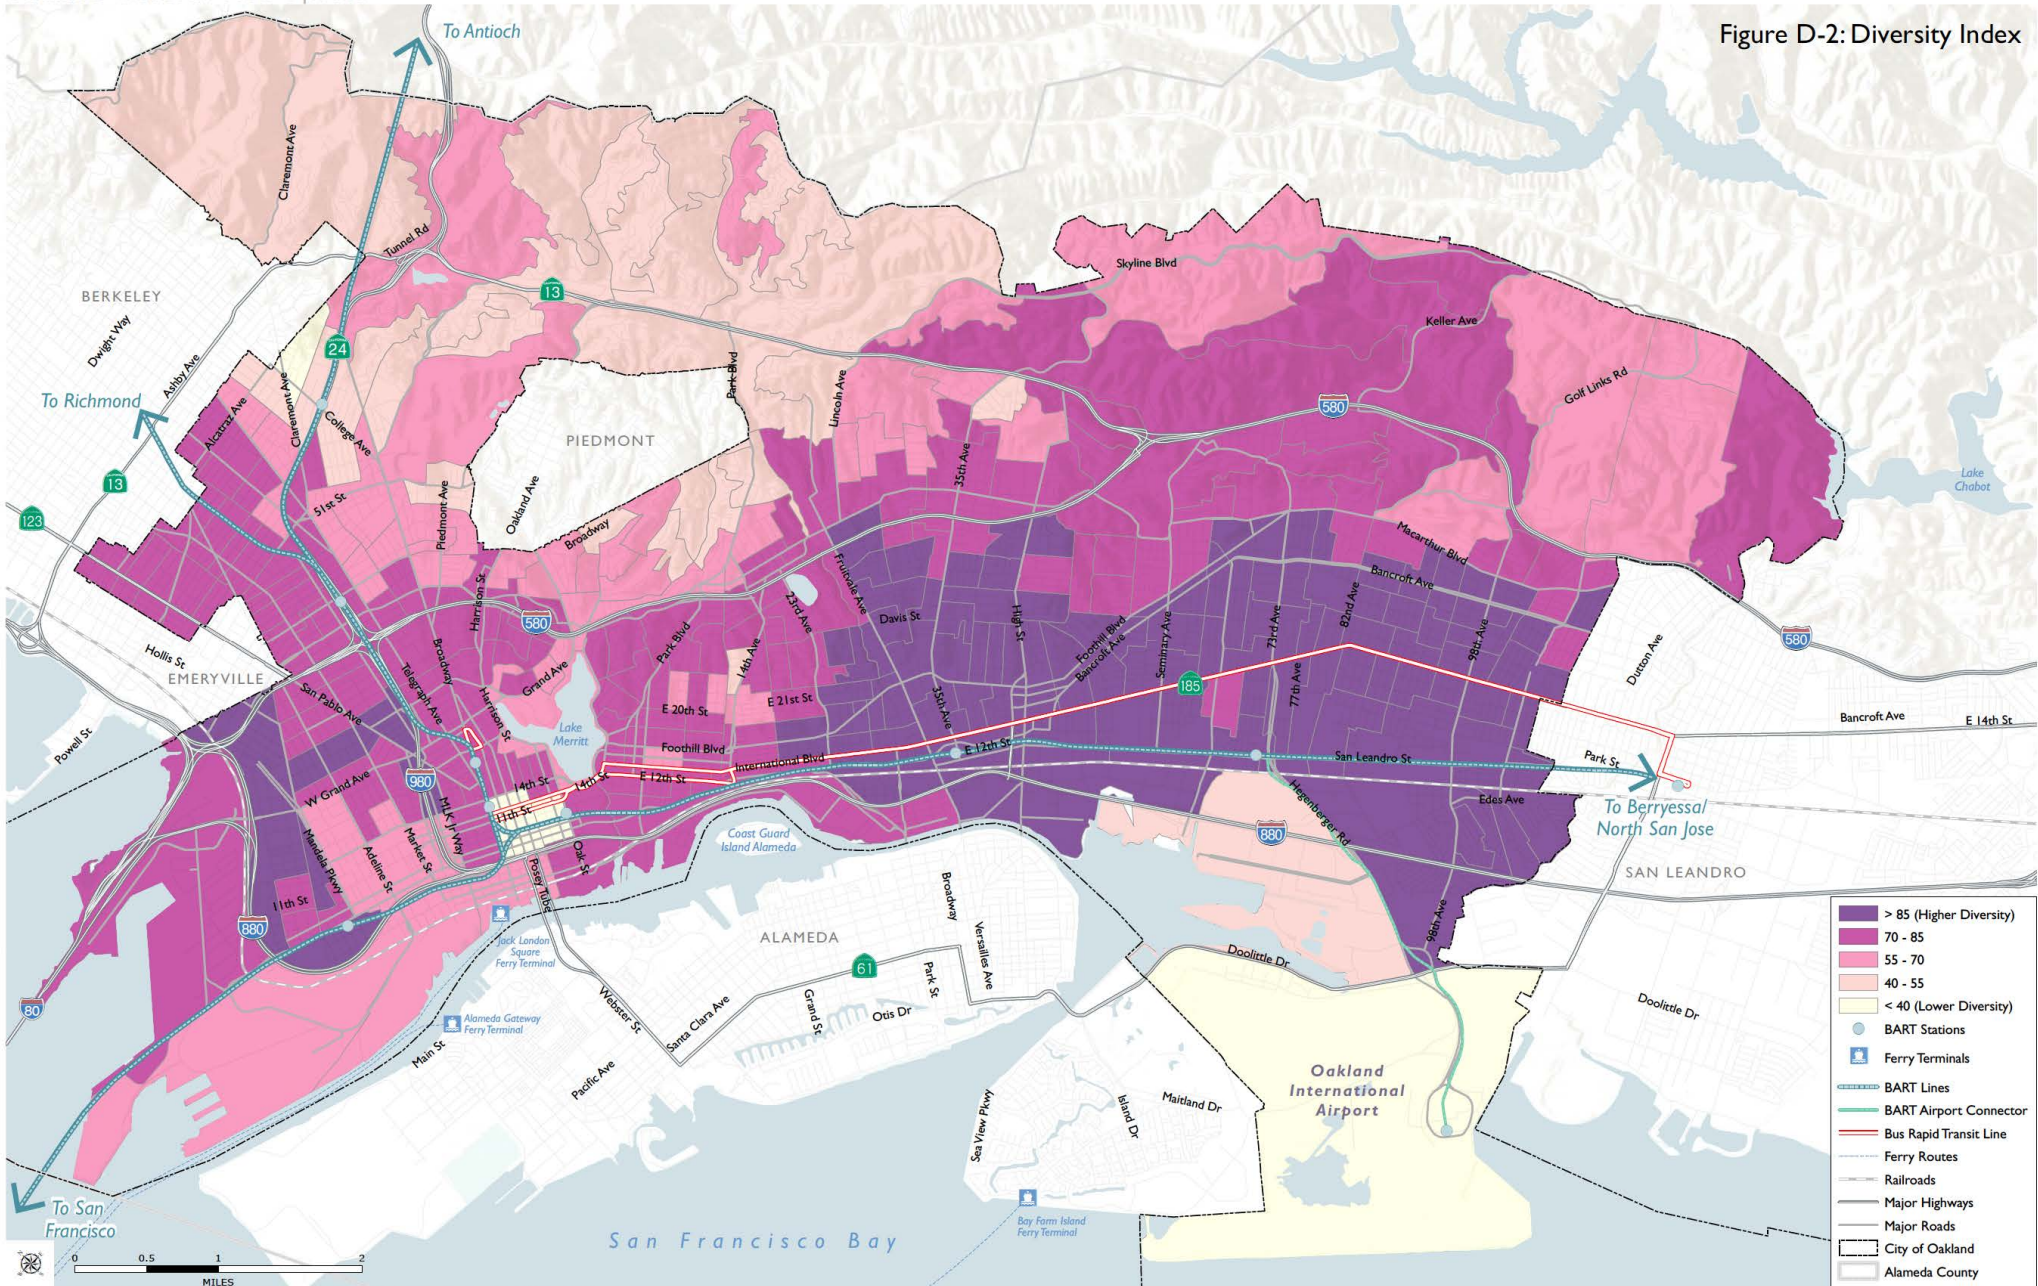 Figure D-2: Diversity Index
To Antioch
Claremont Ave
Tunnel Rd
BERKELEY
Dwight Way
Ashby Ave
13
24
Skyline Blvd
Keller Ave
Golf Links Rd
580
To Richmond
Alcatraz Ave
Claremont Ave
College Ave
PIEDMONT
Park Blvd
Lincoln Ave
35th Ave
Lake
Chabot
13
123
51st St
Piedmont Ave
Oakland Ave
Broadway
Macarthur Blvd
Bancroft Ave
Harrison St
580
Fruitvale Ave
23rd Ave
Davis St
High St
Foothill Blvd
Bancroft Ave
Seminary Ave
73rd Ave
82nd Ave
98th Ave
77th Ave
580
Dutton Ave
Hollis St
EMERYVILLE
San Pablo Ave
Telegraph Ave
Broadway
Harrison St
Grand Ave
Park Blvd
14th Ave
E 20th St
E 21st St
35th Ave
185
Bancroft Ave
E 14th St
Powell St
Lake
Merritt
Foothill Blvd
International Blvd
E 12th St
San Leandro St
Park St
W Grand Ave
980
14th St
14th St
E 12th St
11th St
MLK Jr Way
Market St
Adeline St
Mandela Pkwy
11th St
Oak St
Posey Tube
Coast Guard
Island Alameda
Hegenberger Rd
880
Edes Ave
To Berryessa/
North San Jose
SAN LEANDRO
880
Jack London
Square
Ferry Terminal
ALAMEDA
Broadway
Versailles Ave
61
Park St
Doolittle Dr
98th Ave
80
Alameda Gateway
Ferry Terminal
Webster St
Santa Clara Ave
Grand St
Otis Dr
Main St
Pacific Ave
Doolittle Dr
Sea View Pkwy
Island Dr
Maitland Dr
Oakland
International
Airport
To San
Francisco
San Francisco Bay
Bay Farm Island
Ferry Terminal
0 0.5 1 2
MILES
> 85 (Higher Diversity)
70 - 85
55 - 70
40 - 55
< 40 (Lower Diversity)
BART Stations
Ferry Terminals
BART Lines
BART Airport Connector
Bus Rapid Transit Line
Ferry Routes
Railroads
Major Highways
Major Roads
City of Oakland
Alameda County